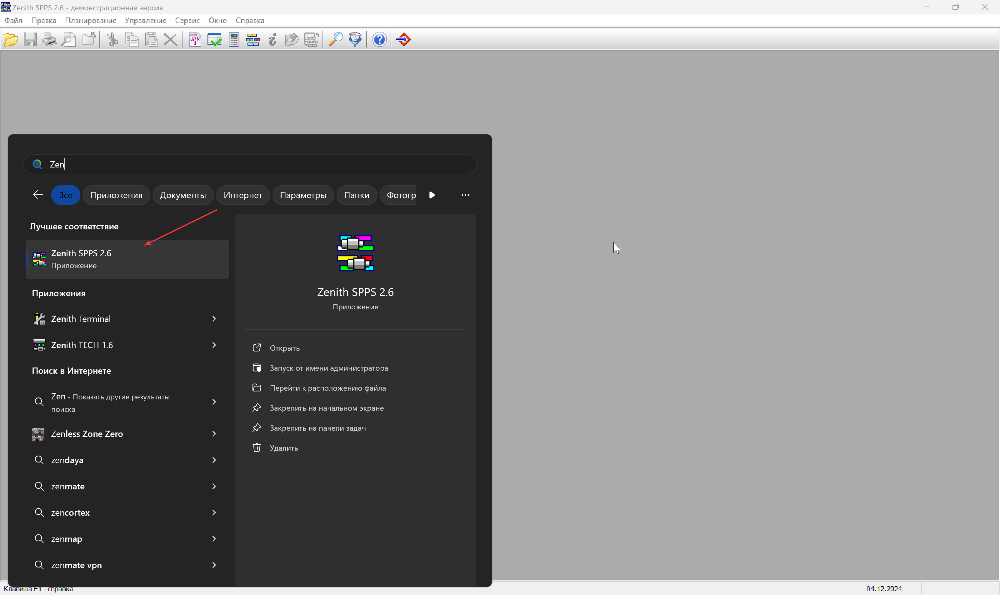 Zenith SPPS 2.6 - демонстрационная версия
Файл Правка Планирование Управление Сервис Окно Справка
JAN
1
Zen
Все Приложения Документы Интернет Параметры Папки Фотогр
Лучшее соответствие
Zenith SPPS 2.6
Приложение
Приложения
Zenith Terminal
Zenith TECH 1.6
Поиск в Интернете
Zen - Показать другие результаты
поиска
Zenless Zone Zero
zendaya
zenmate
zencortex
zenmap
zenmate vpn
Zenith SPPS 2.6
Приложение
Открыть
Запуск от имени администратора
Перейти к расположению файла
Закрепить на начальном экране
Закрепить на панели задач
Удалить
Клавиша F1 - справка
04.12.2024